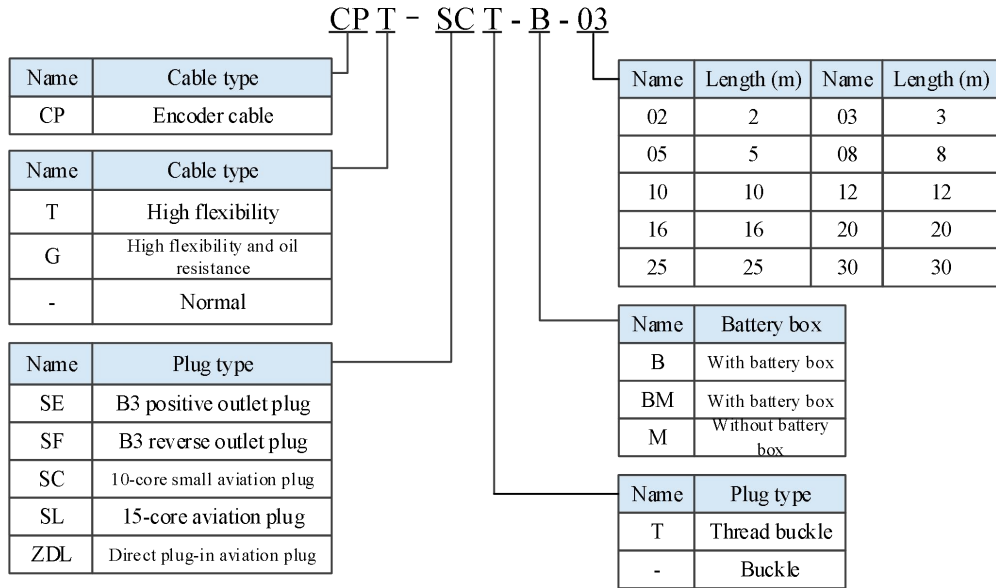 CP T - SC T - B - 03
Name Cable type
CP Encoder cable
Name Cable type
T High flexibility
G High flexibility and oil
resistance
- Normal
Name Plug type
SE B3 positive outlet plug
SF B3 reverse outlet plug
SC 10-core small aviation plug
SL 15-core aviation plug
ZDL Direct plug-in aviation plug
Name Length (m) Name Length (m)
02 2 03 3
05 5 08 8
10 10 12 12
16 16 20 20
25 25 30 30
Name Battery box
B With battery box
BM With battery box
M Without battery
box
Name Plug type
T Thread buckle
- Buckle